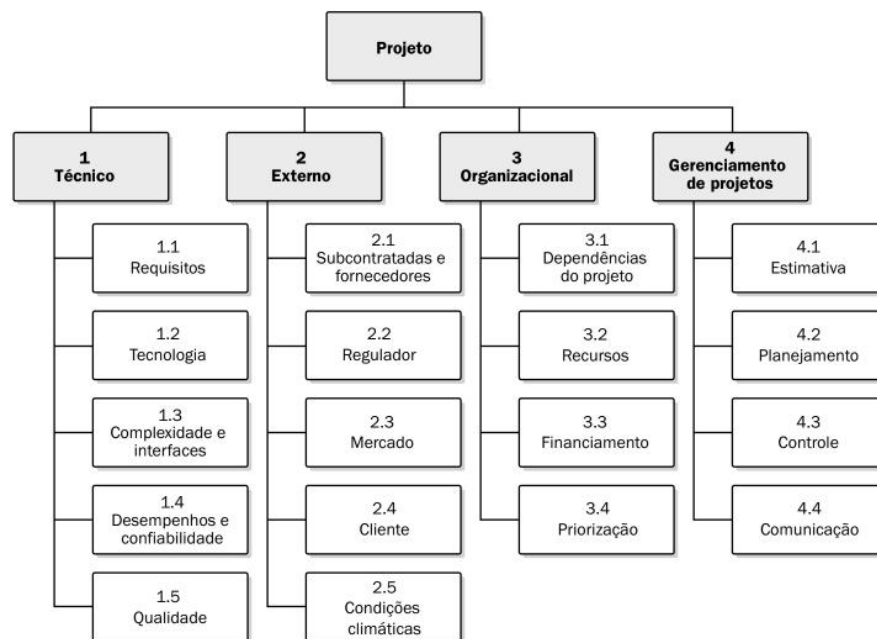 Projeto
1
Técnico
1.1
Requisitos
1.2
Tecnologia
1.3
Complexidade e
interfaces
1.4
Desempenhos e
confiabilidade
1.5
Qualidade
2
Externo
2.1
Subcontratadas e
fornecedores
2.2
Regulador
2.3
Mercado
2.4
Cliente
2.5
Condições
climáticas
3
Organizacional
3.1
Dependências
do projeto
3.2
Recursos
3.3
Financiamento
3.4
Priorização
4
Gerenciamento
de projetos
4.1
Estimativa
4.2
Planejamento
4.3
Controle
4.4
Comunicação